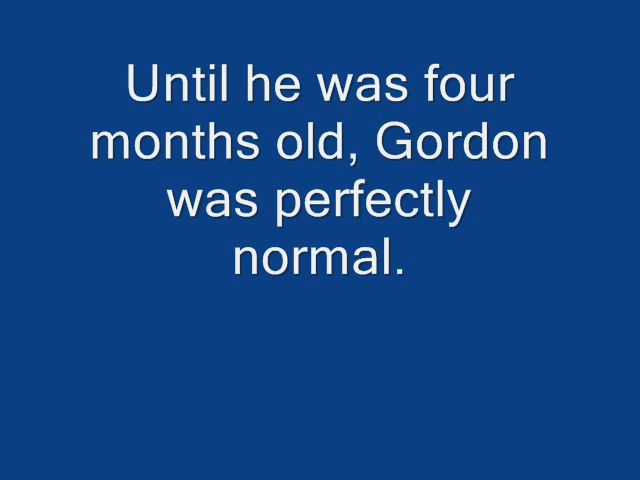 Until he was four
months old, Gordon
was perfectly
normal.